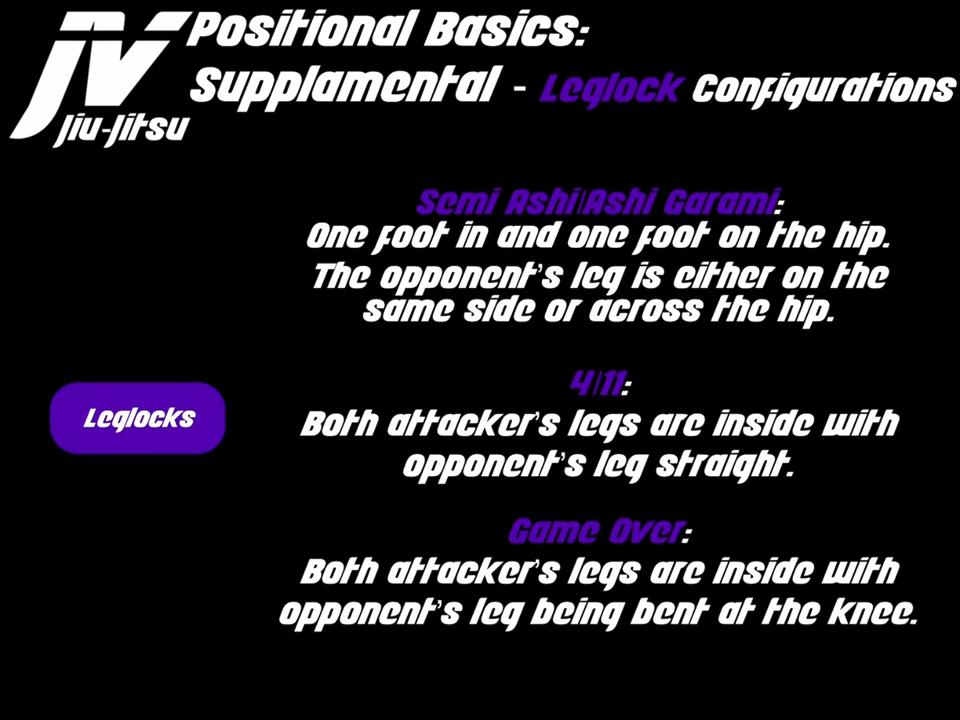 JV
Jiu-Jitsu
Positional Basics:
Supplamental - Leglock Configurations
Semi Ashi/Ashi Garami:
One foot in and one foot on the hip.
The opponent's leg is either on the
same side or across the hip.
4/11:
Both attacker's legs are inside with
opponent's leg straight.
Leglocks
Game Over:
Both attacker's legs are inside with
opponent's leg being bent at the knee.